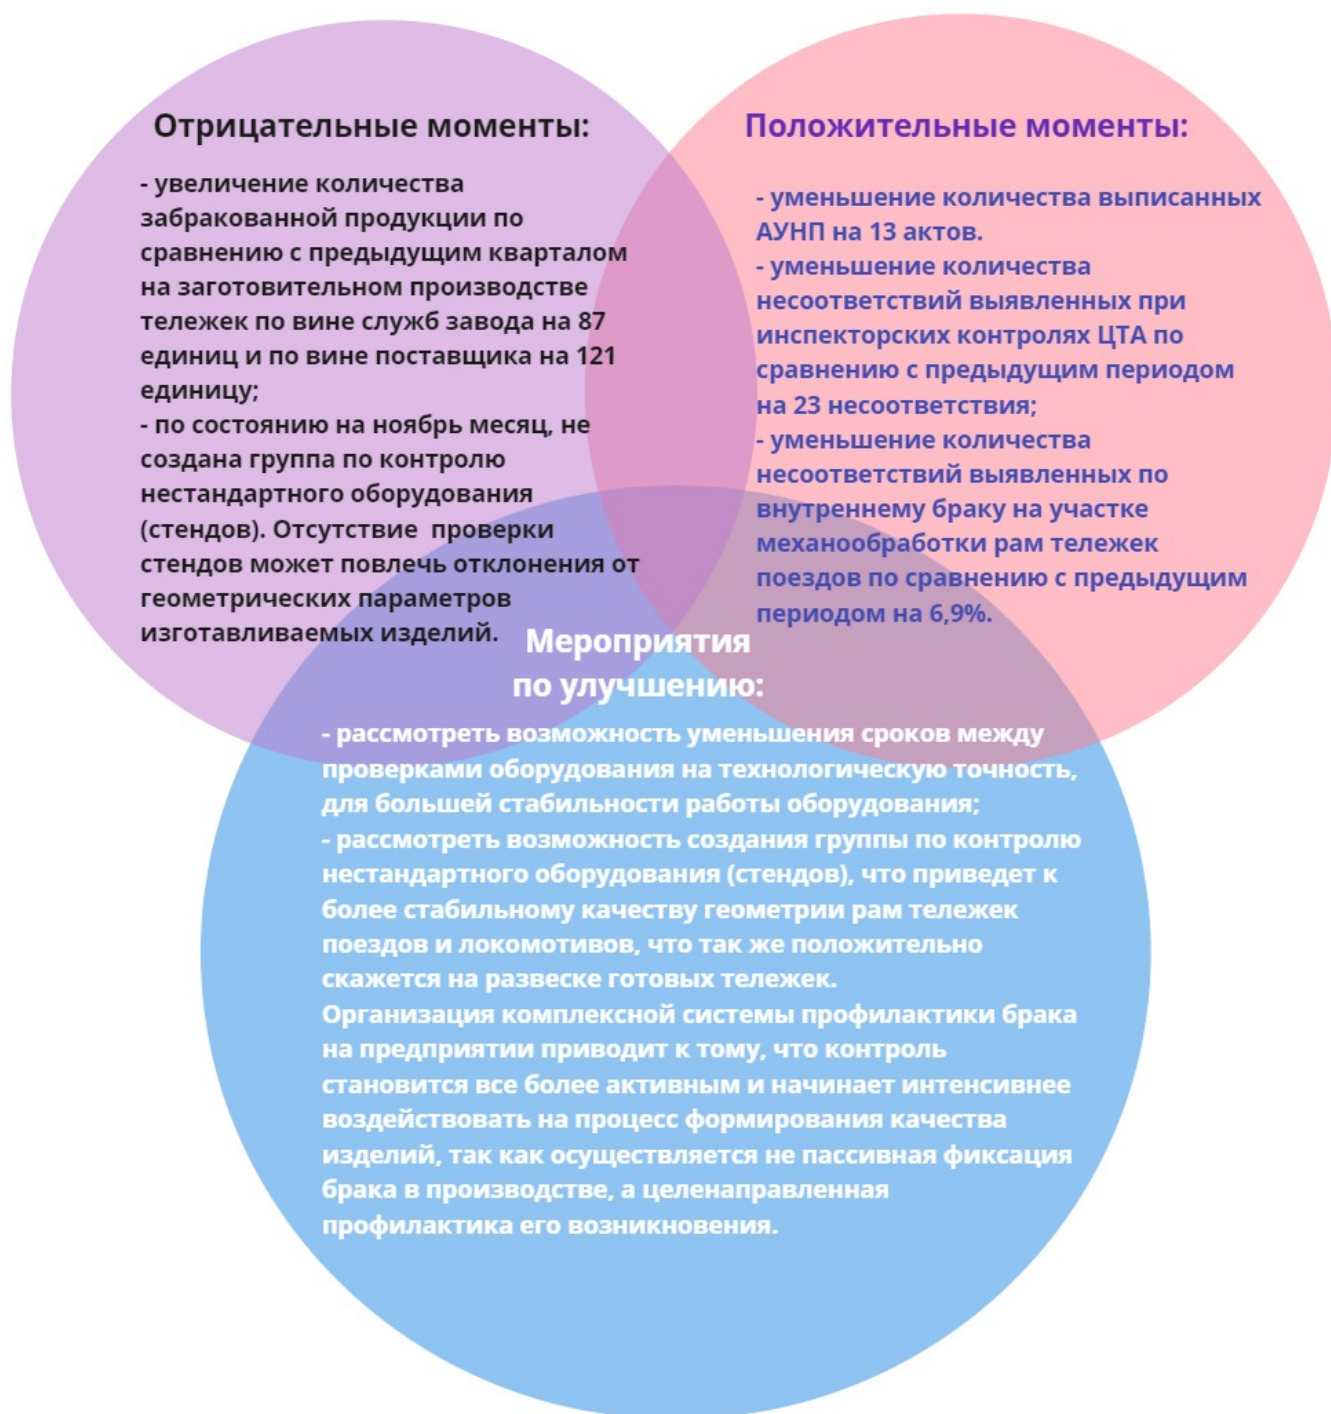 Отрицательные моменты:
- увеличение количества
забракованной продукции по
сравнению с предыдущим кварталом
на заготовительном производстве
тележек по вине служб завода на 87
единиц и по вине поставщика на 121
единицу;
- по состоянию на ноябрь месяц, не
создана группа по контролю
нестандартного оборудования
(стендов). Отсутствие  проверки
стендов может повлечь отклонения от
геометрических параметров
изготавливаемых изделий.
Положительные моменты:
- уменьшение количества выписанных
АУНП на 13 актов.
- уменьшение количества
несоответствий выявленных при
инспекторских контролях ЦТА по
сравнению с предыдущим периодом
на 23 несоответствия;
- уменьшение количества
несоответствий выявленных по
внутреннему браку на участке
механообработки рам тележек
поездов по сравнению с предыдущим
периодом на 6,9%.
Мероприятия
по улучшению:
- рассмотреть возможность уменьшения сроков между
проверками оборудования на технологическую точность,
для большей стабильности работы оборудования;
- рассмотреть возможность создания группы по контролю
нестандартного оборудования (стендов), что приведет к
более стабильному качеству геометрии рам тележек
поездов и локомотивов, что так же положительно
скажется на развеске готовых тележек.
Организация комплексной системы профилактики брака
на предприятии приводит к тому, что контроль
становится все более активным и начинает интенсивнее
воздействовать на процесс формирования качества
изделий, так как осуществляется не пассивная фиксация
брака в производстве, а целенаправленная
профилактика его возникновения.